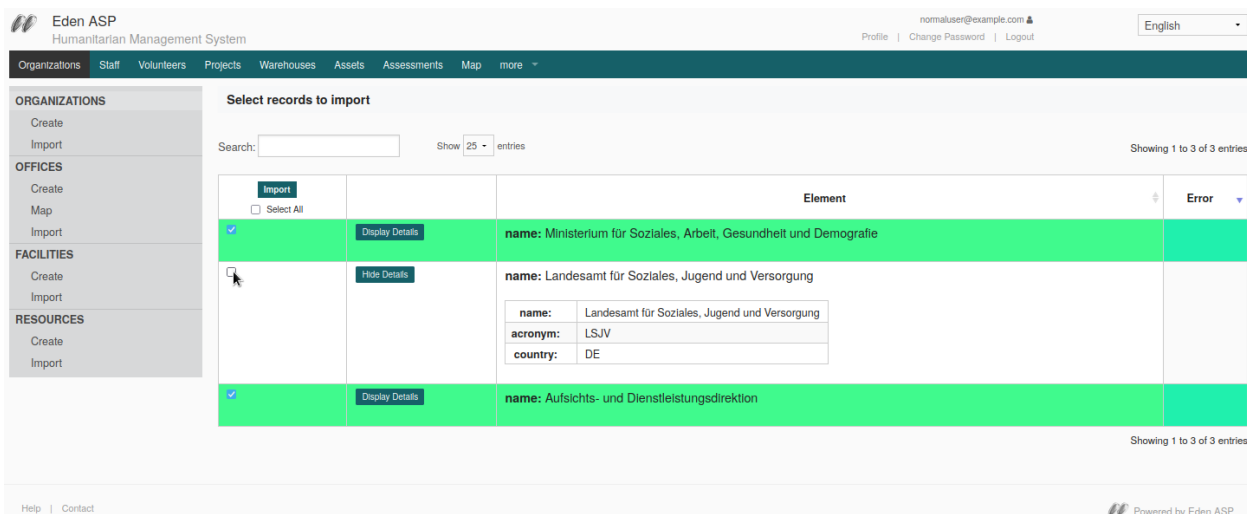 Eden ASP
Humanitarian Management System
normaluser@example.com
Profile | Change Password | Logout
English
Organizations Staff Volunteers Projects Warehouses Assets Assessments Map more
ORGANIZATIONS
Create
Import
OFFICES
Create
Map
Import
FACILITIES
Create
Import
RESOURCES
Create
Import
Select records to import
Search: Show 25 entries
Showing 1 to 3 of 3 entries
Import
Select All
Element Error
Display Details name: Ministerium für Soziales, Arbeit, Gesundheit und Demografie
Hide Details name: Landesamt für Soziales, Jugend und Versorgung
name: Landesamt für Soziales, Jugend und Versorgung
acronym: LSJV
country: DE
Display Details name: Aufsichts- und Dienstleistungsdirektion
Showing 1 to 3 of 3 entries
Help | Contact
Powered by Eden ASP